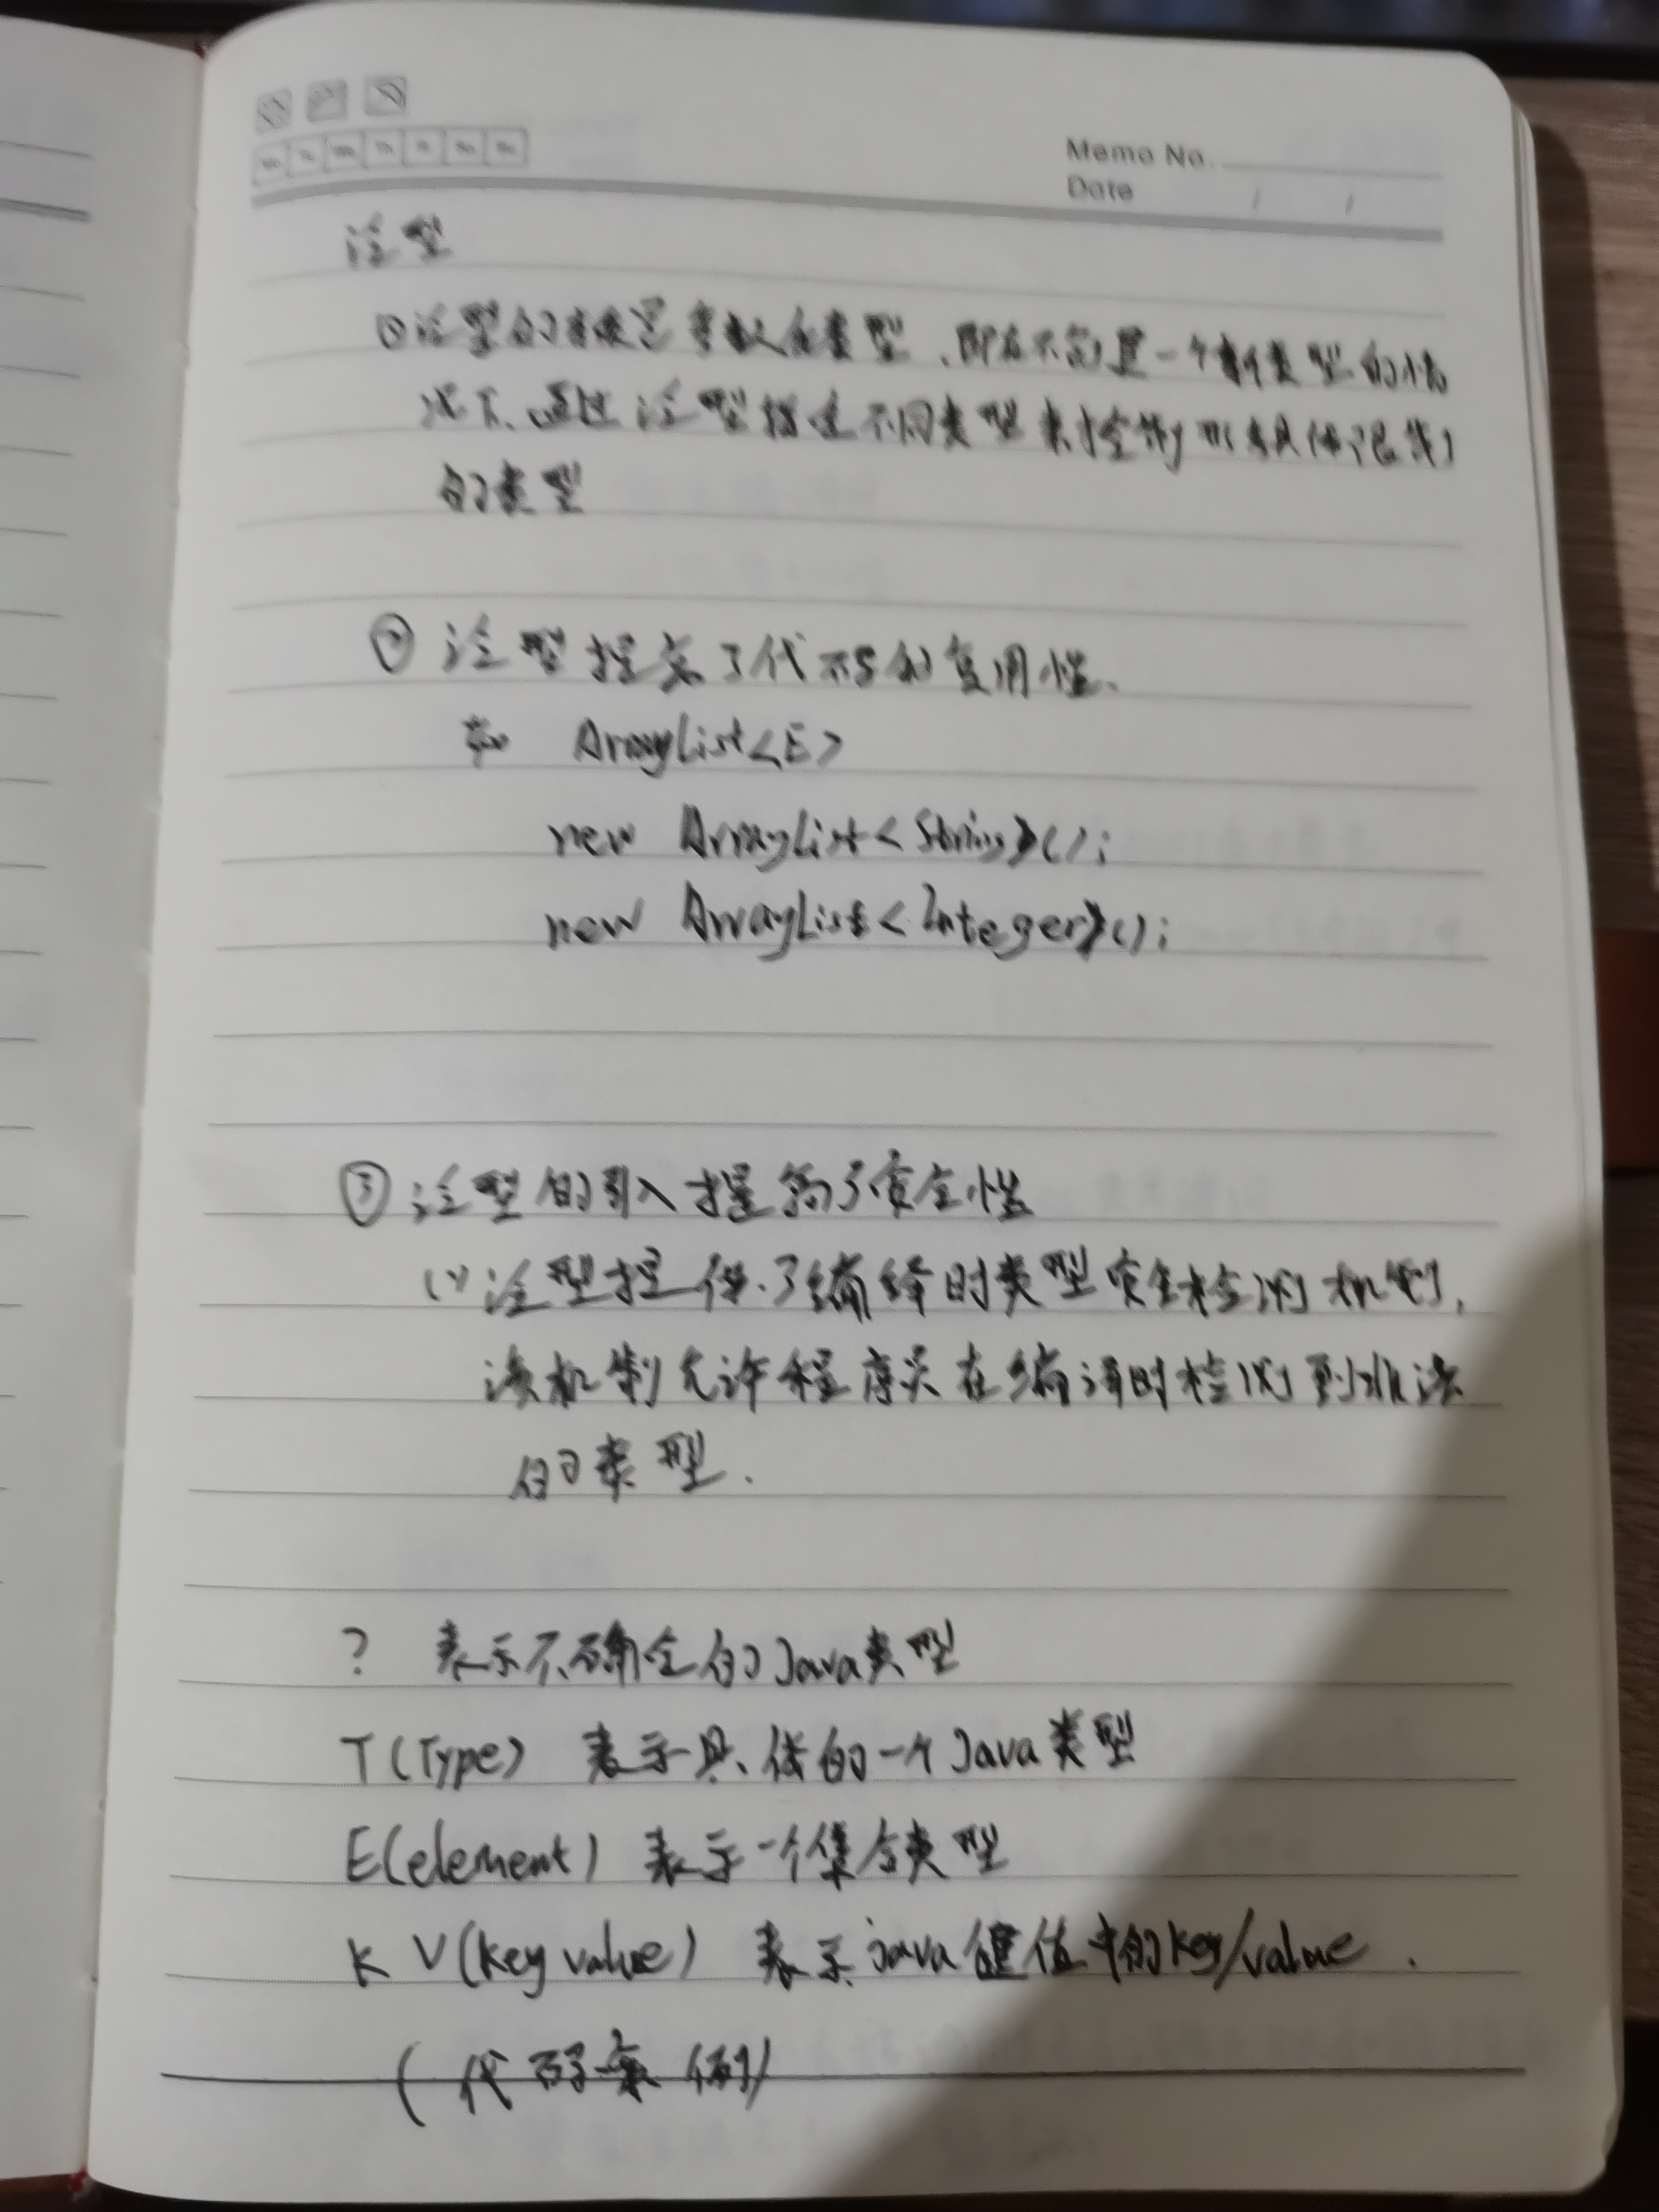 Memo No.
Date / /
泛型
①泛型的本质是参数化类型，即在不创建一个新类型的情
况下，通过泛型指定不同类型来控制形参具体限制
的类型
② 泛型提高了代码的复用性、
如 ArrayList<E>
new ArrayList<String>();
new ArrayList<Integer>();
③ 泛型的引入提高了安全性
(1) 泛型提供了编绎时类型安全检测机制,
该机制允许程序员在编译时检测到非法
的类型.
? 表示不确定的Java类型
T(Type) 表示具体的一个Java类型
E(element) 表示一个集合类型
K V(key value) 表示java键值中的key/value.
(代码案例)